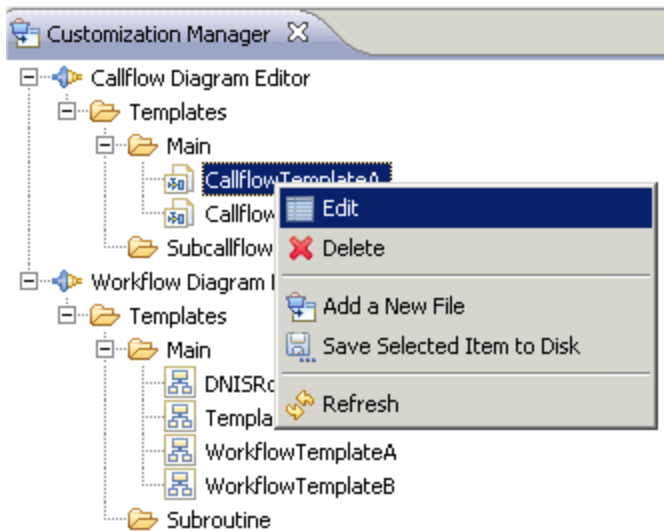 Customization Manager
Callflow Diagram Editor
Templates
Main
CallflowTemplateA
Callflow
Subcallflow
Workflow Diagram
Templates
Main
DNISRo
Templa
WorkflowTemplateA
WorkflowTemplateB
Subroutine
Edit
Delete
Add a New File
Save Selected Item to Disk
Refresh